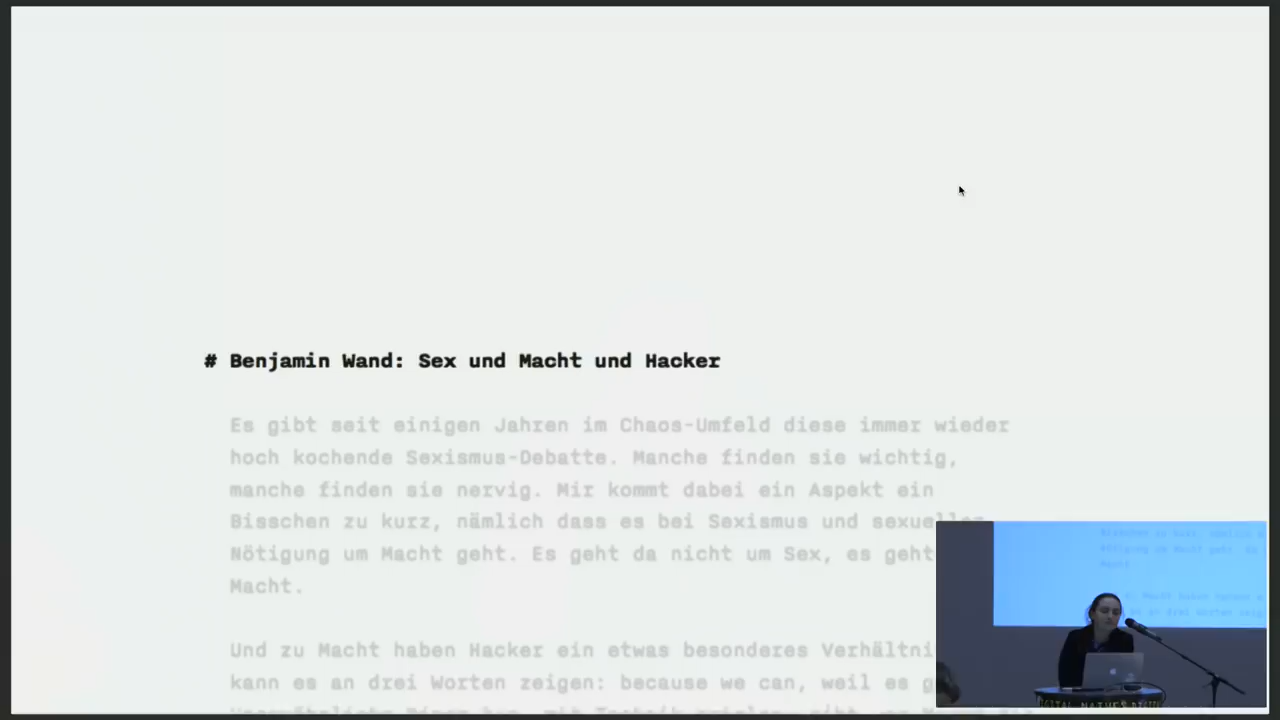 # Benjamin Wand: Sex und Macht und Hacker
Es gibt seit einigen Jahren im Chaos-Umfeld diese immer wieder
hoch kochende Sexismus-Debatte. Manche finden sie wichtig,
manche finden sie nervig. Mir kommt dabei ein Aspekt ein
Bisschen zu kurz, nämlich dass es bei Sexismus und sexueller
Nötigung um Macht geht. Es geht da nicht um Sex, es geht
Macht.
Und zu Macht haben Hacker ein etwas besonderes
kann es an drei Worten zeigen: because we can, weil es